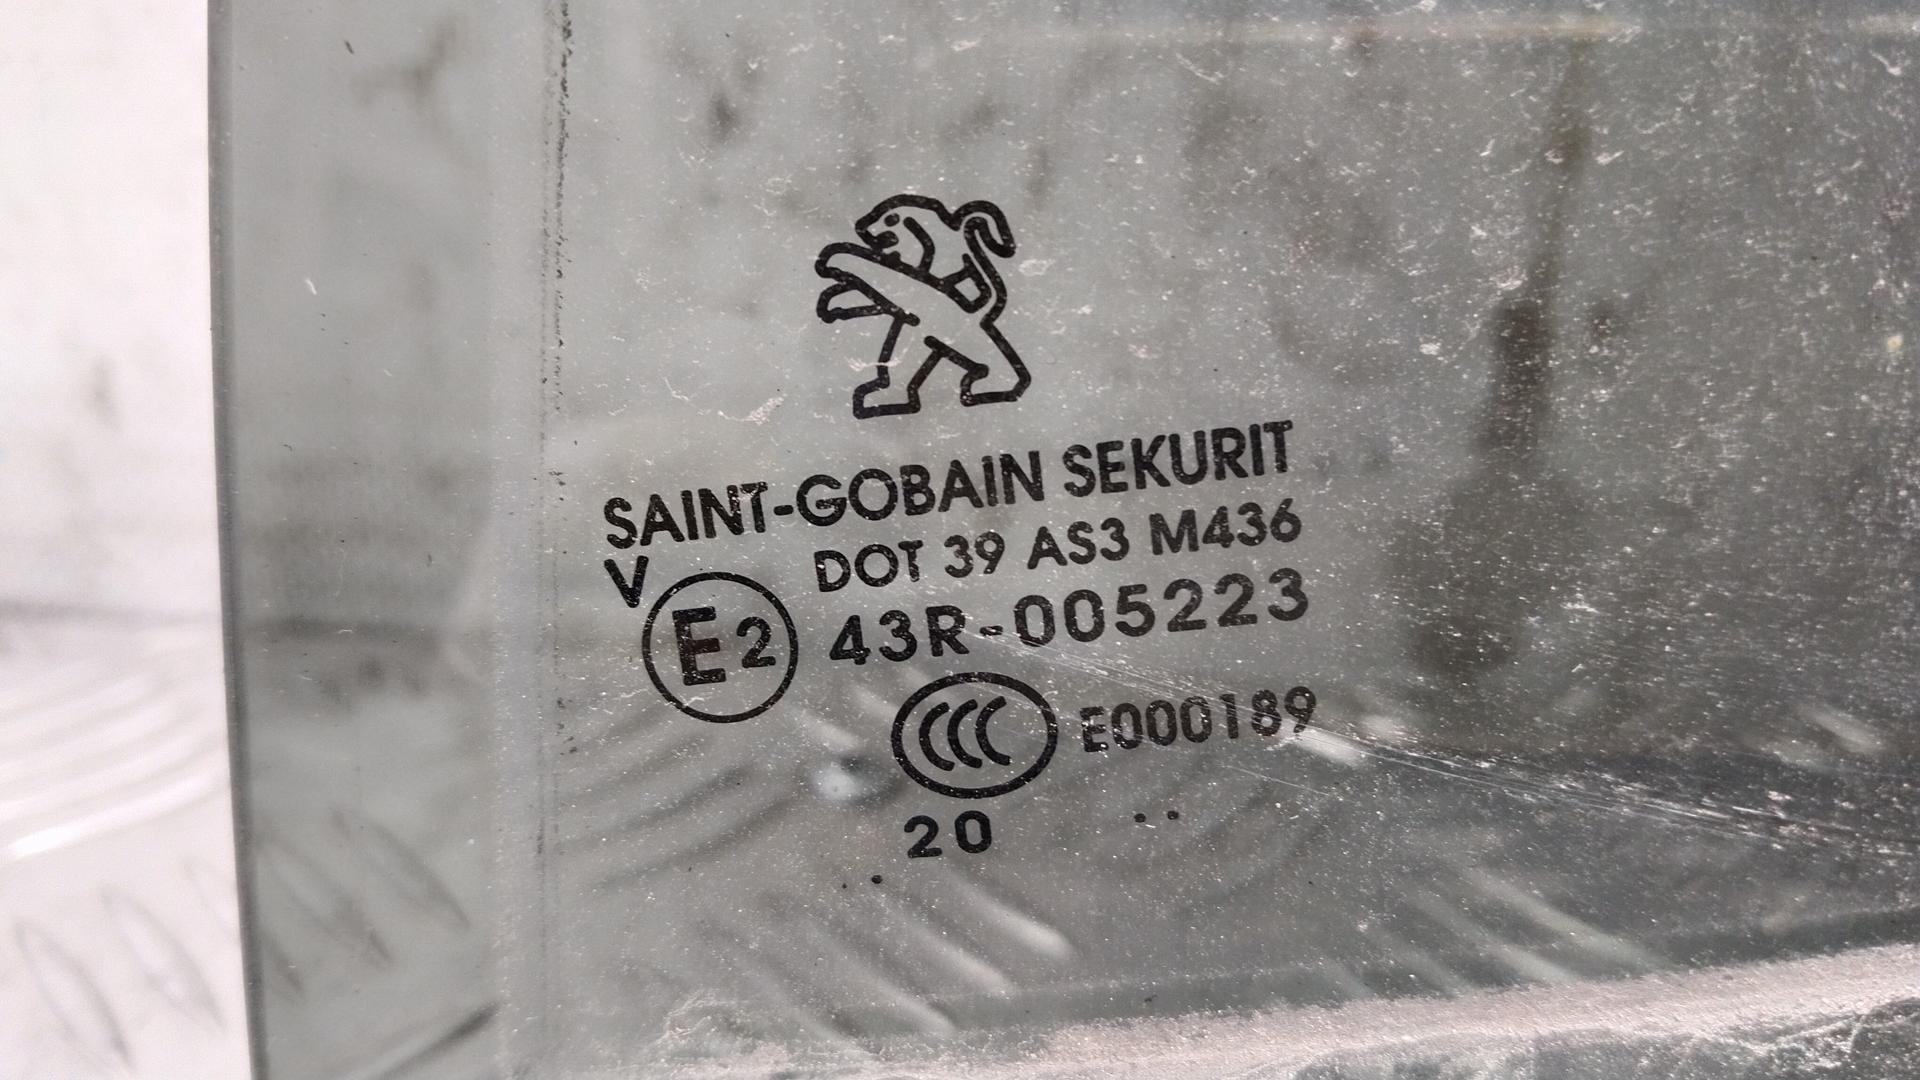 SAINT-GOBAIN SEKURIT
V DOT 39 AS3 M436
E2 43R-005223
CCC E000189
20